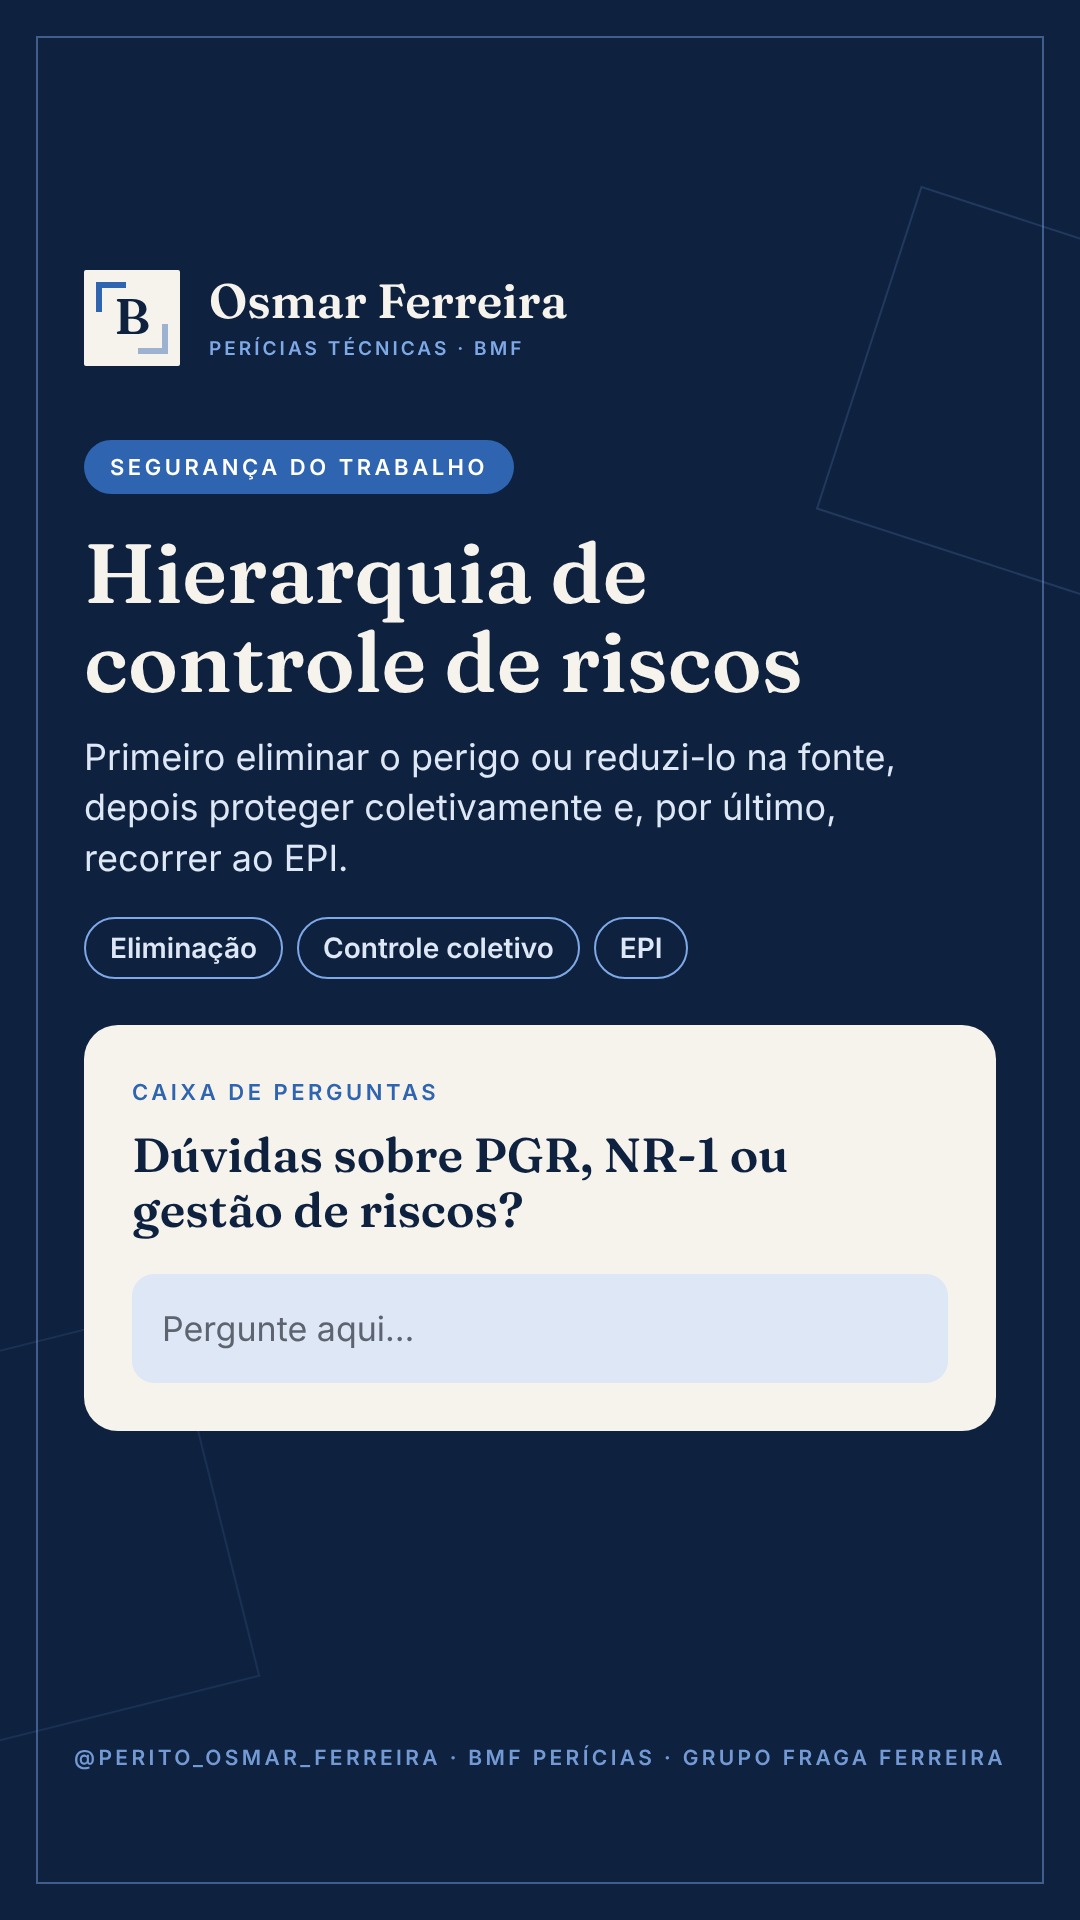 B
Osmar Ferreira
PERÍCIAS TÉCNICAS · BMF
SEGURANÇA DO TRABALHO
Hierarquia de
controle de riscos
Primeiro eliminar o perigo ou reduzi-lo na fonte,
depois proteger coletivamente e, por último,
recorrer ao EPI.
Eliminação Controle coletivo EPI
CAIXA DE PERGUNTAS
Dúvidas sobre PGR, NR-1 ou
gestão de riscos?
Pergunte aqui...
@PERITO_OSMAR_FERREIRA · BMF PERÍCIAS · GRUPO FRAGA FERREIRA